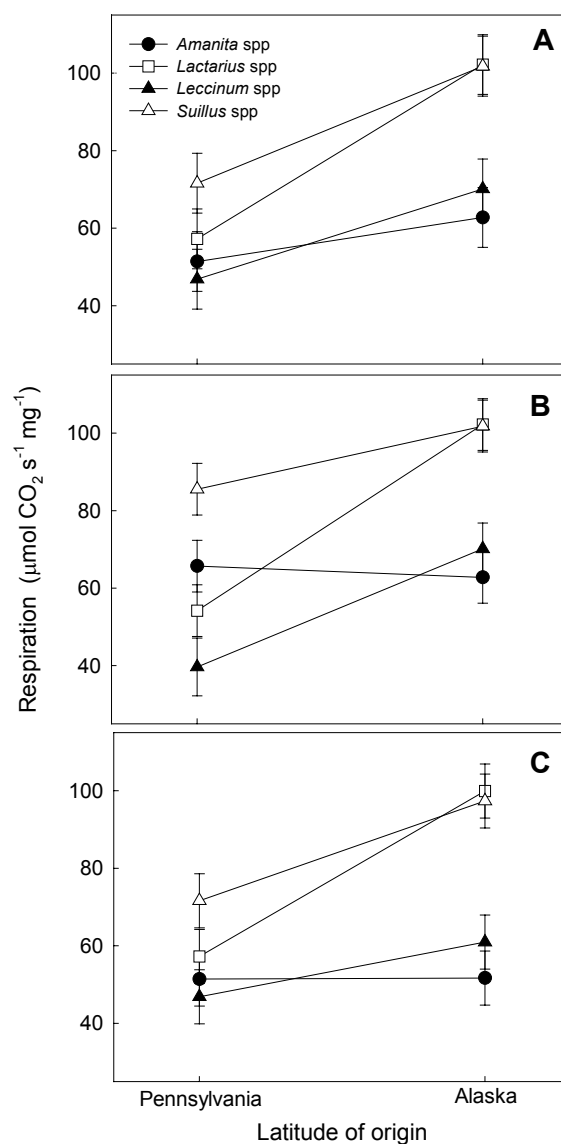 A
Amanita spp
Lactarius spp
Leccinum spp
Suillus spp
100
80
60
40
B
100
80
60
40
C
100
80
60
40
Respiration (μmol CO₂ s⁻¹ mg⁻¹)
Pennsylvania
Alaska
Latitude of origin